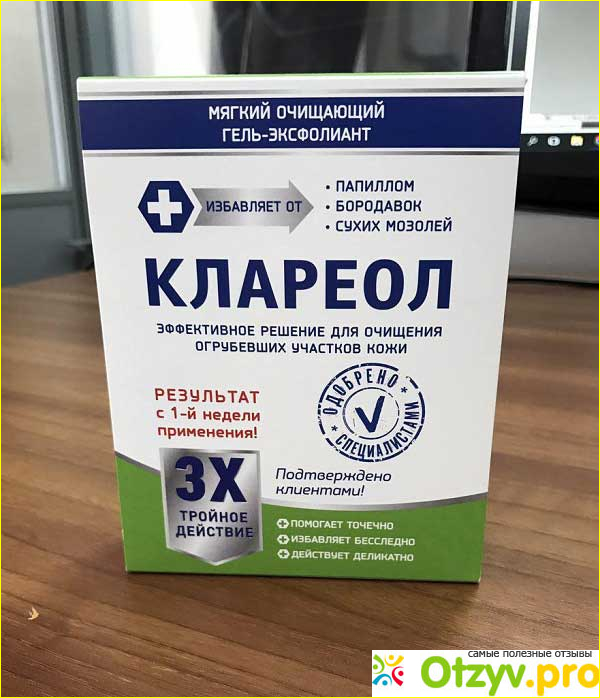 МЯГКИЙ ОЧИЩАЮЩИЙ
ГЕЛЬ-ЭКСФОЛИАНТ
ИЗБАВЛЯЕТ ОТ
• ПАПИЛЛОМ
• БОРОДАВОК
• СУХИХ МОЗОЛЕЙ
КЛАРЕОЛ
ЭФФЕКТИВНОЕ РЕШЕНИЕ ДЛЯ ОЧИЩЕНИЯ
ОГРУБЕВШИХ УЧАСТКОВ КОЖИ
РЕЗУЛЬТАТ
с 1-й недели
применения!
ОДОБРЕНО
СПЕЦИАЛИСТАМИ
3X
ТРОЙНОЕ
ДЕЙСТВИЕ
Подтверждено
клиентами!
ПОМОГАЕТ ТОЧЕЧНО
ИЗБАВЛЯЕТ БЕССЛЕДНО
ДЕЙСТВУЕТ ДЕЛИКАТНО
самые полезные отзывы
Otzyv.pro